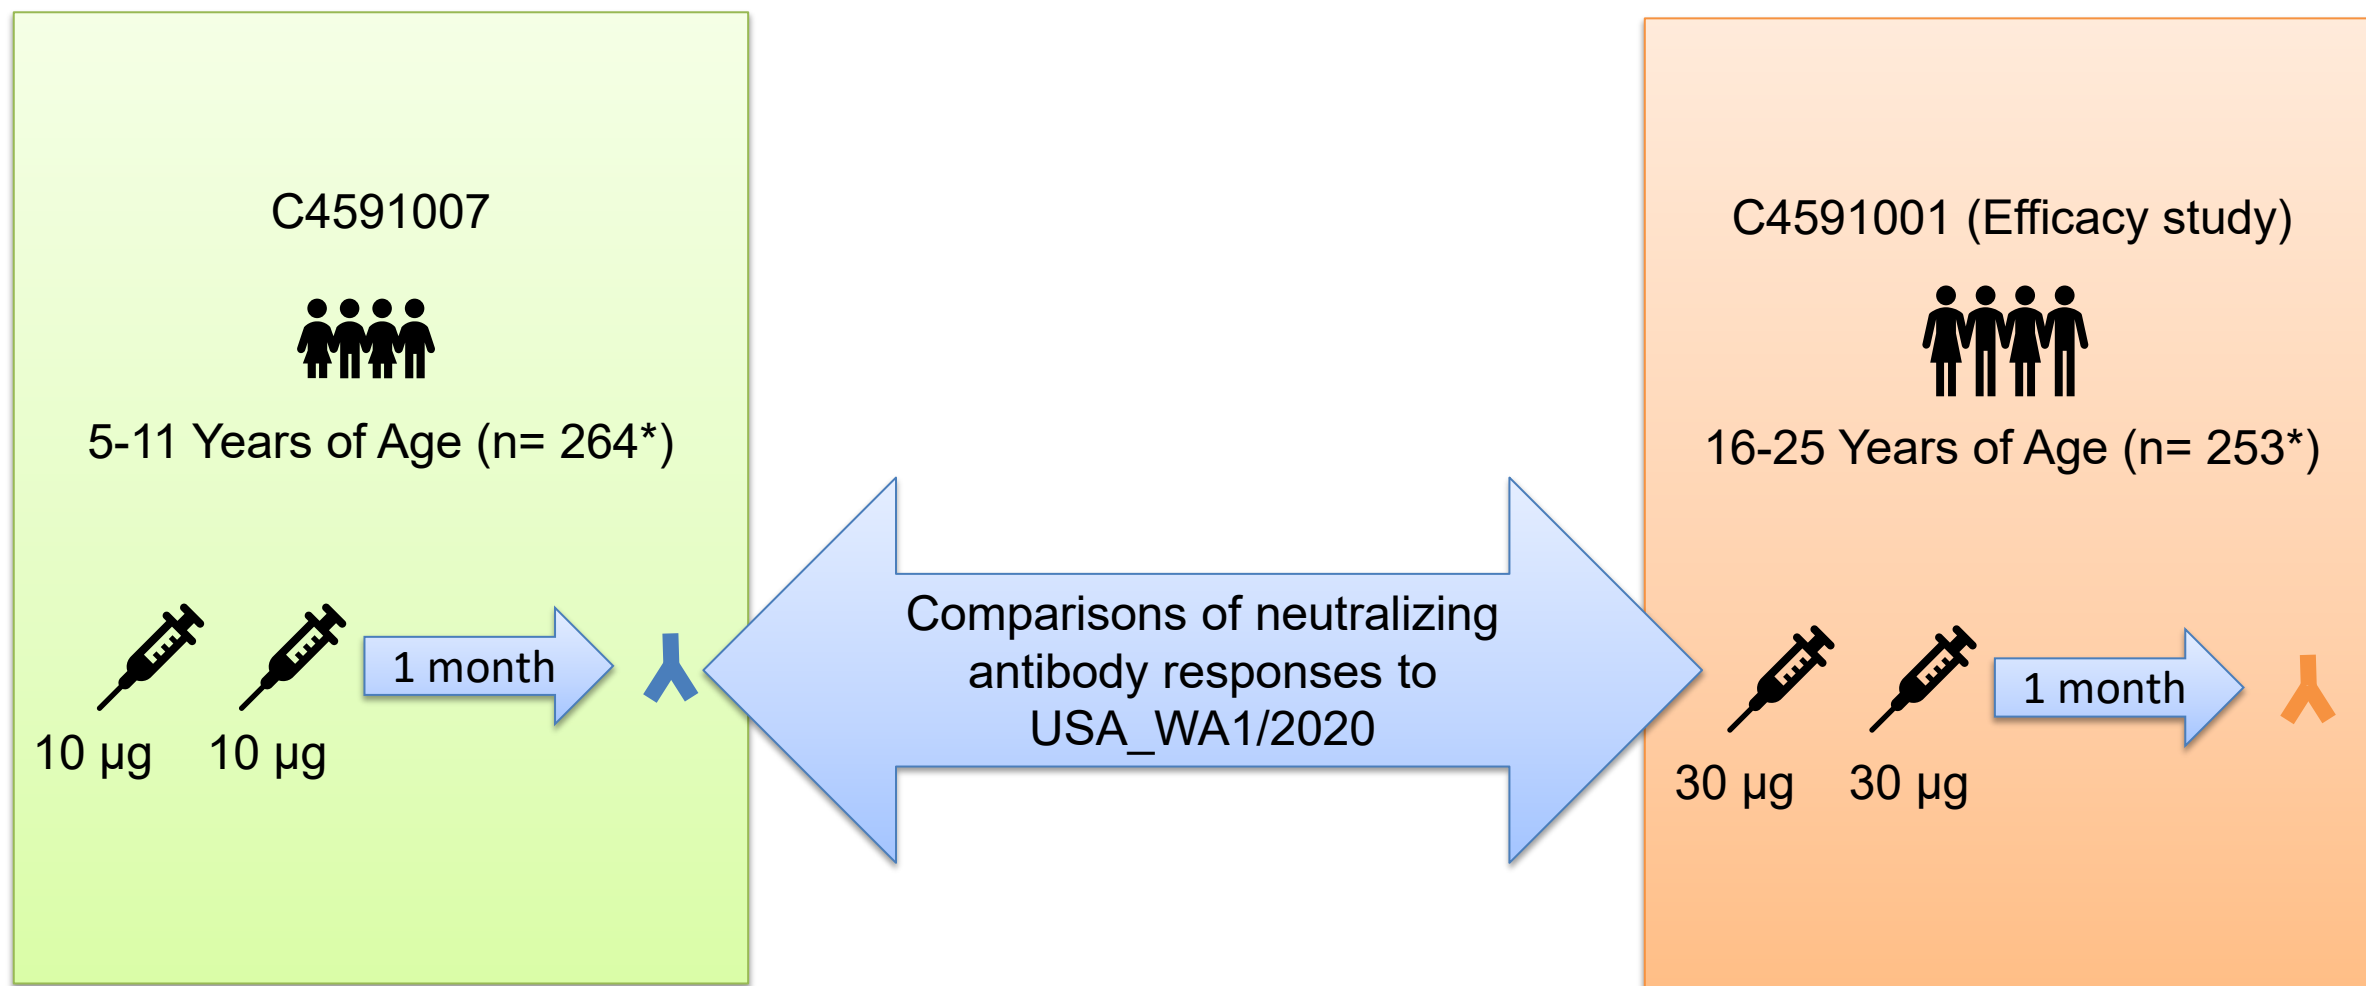 C4591007
5-11 Years of Age (n= 264*)
1 month
10 µg
10 µg
Comparisons of neutralizing
antibody responses to
USA_WA1/2020
C4591001 (Efficacy study)
16-25 Years of Age (n= 253*)
1 month
30 µg
30 µg